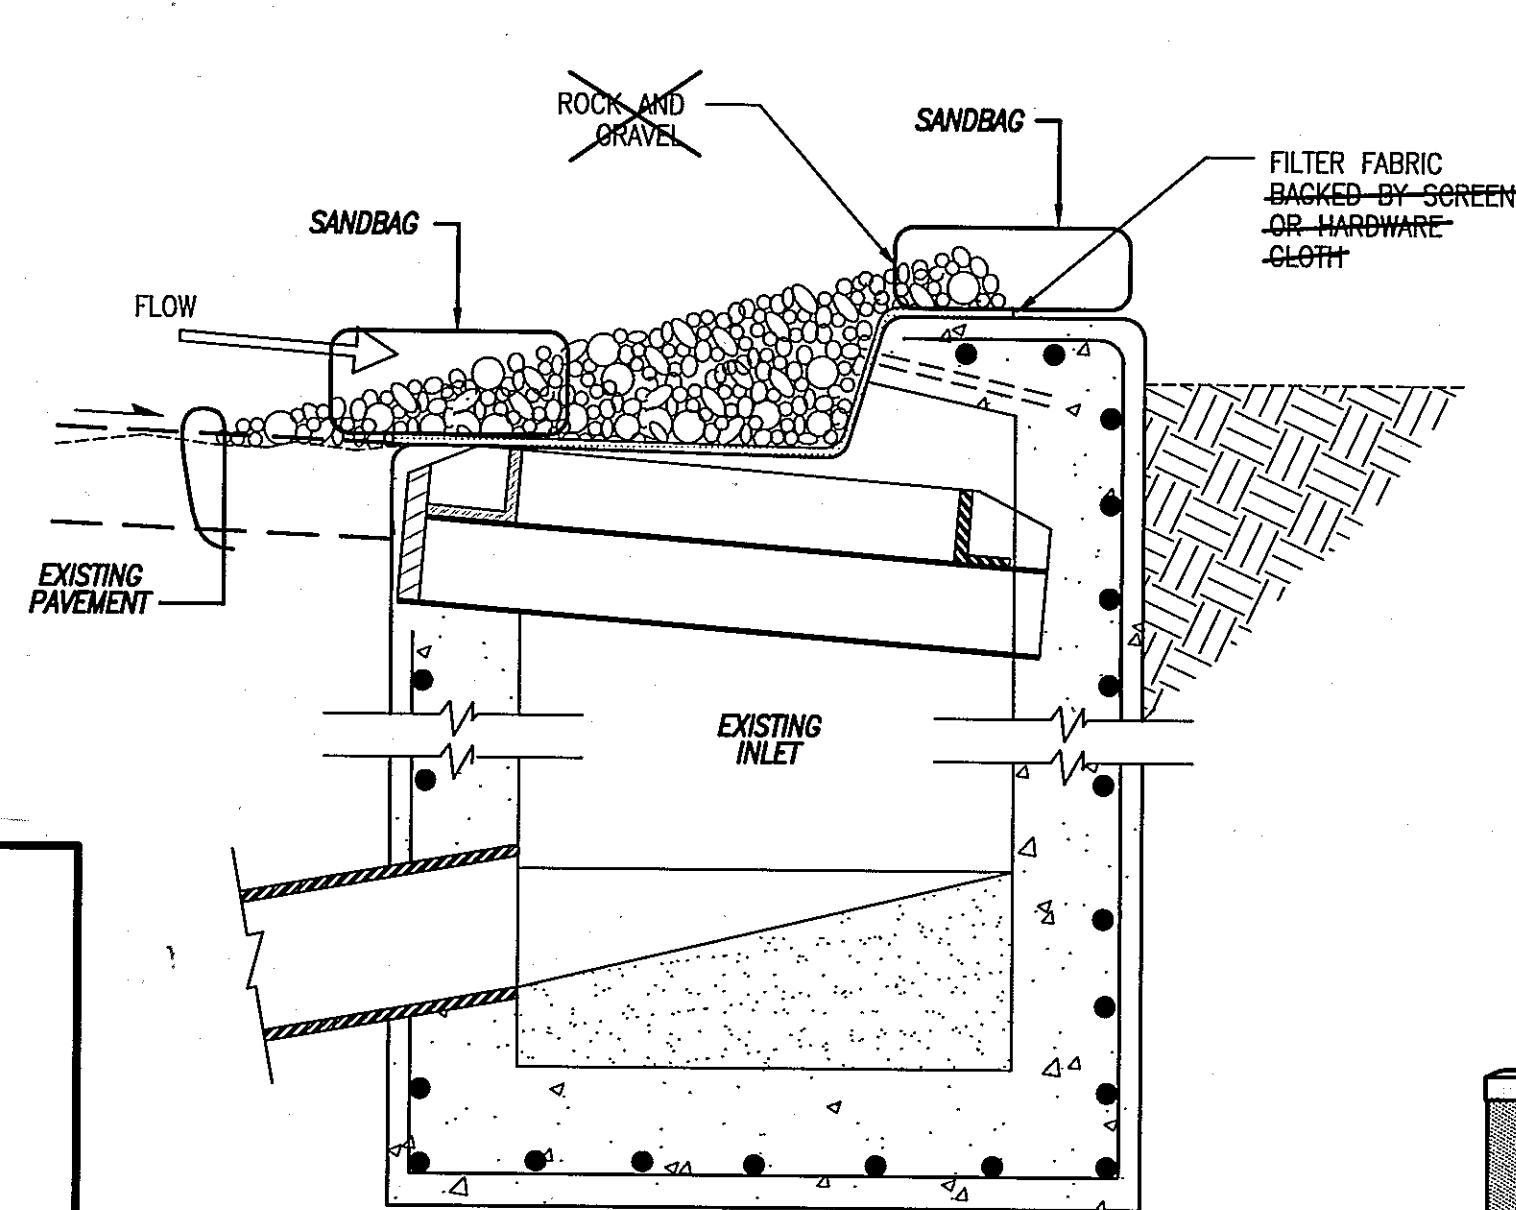 ROCK AND
GRAVEL
SANDBAG
FILTER FABRIC
BACKED BY SCREEN
OR HARDWARE
CLOTH
SANDBAG
FLOW
EXISTING
PAVEMENT
EXISTING
INLET